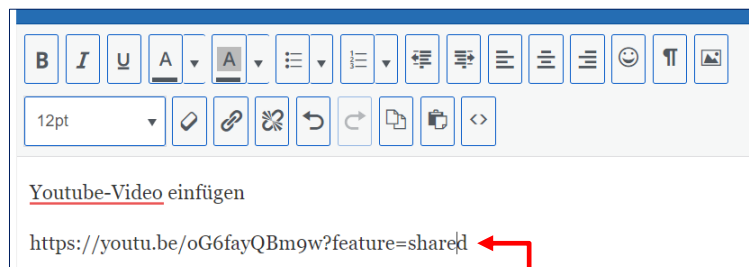 B I U A A
12pt
Youtube-Video einfügen
https://youtu.be/oG6fayQBm9w?feature=shared